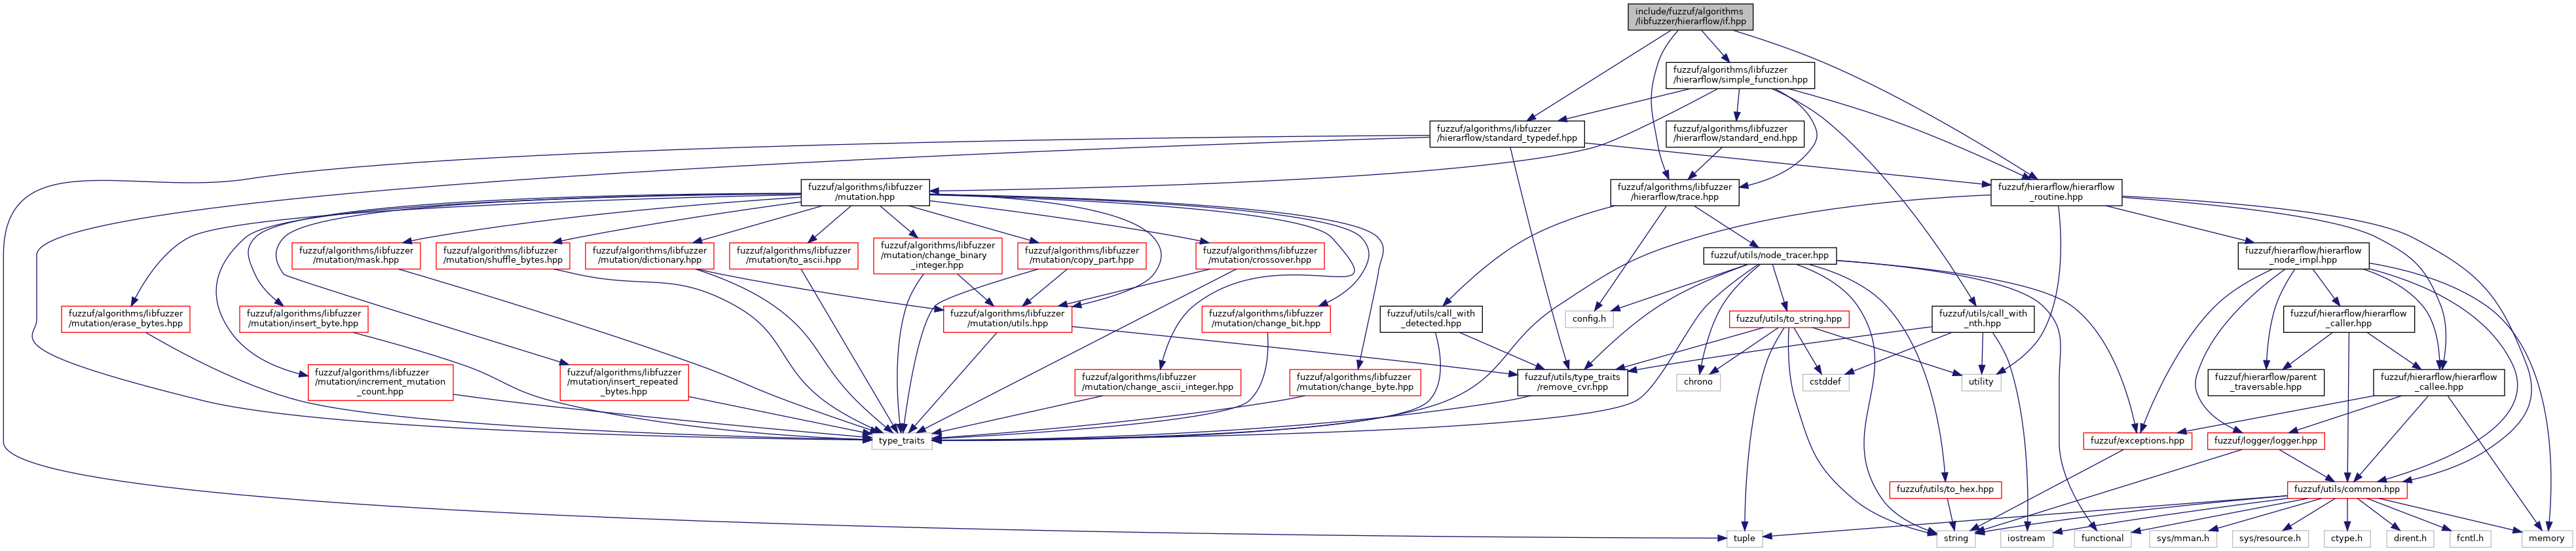 include/fuzzuf/algorithms
/libfuzzer/hierarflow/if.hpp
fuzzuf/algorithms/libfuzzer
/hierarflow/simple_function.hpp
fuzzuf/algorithms/libfuzzer
/hierarflow/standard_typedef.hpp
fuzzuf/algorithms/libfuzzer
/hierarflow/standard_end.hpp
fuzzuf/algorithms/libfuzzer
/mutation.hpp
fuzzuf/algorithms/libfuzzer
/hierarflow/trace.hpp
fuzzuf/hierarflow/hierarflow
_routine.hpp
fuzzuf/algorithms/libfuzzer
/mutation/mask.hpp
fuzzuf/algorithms/libfuzzer
/mutation/shuffle_bytes.hpp
fuzzuf/algorithms/libfuzzer
/mutation/dictionary.hpp
fuzzuf/algorithms/libfuzzer
/mutation/to_ascii.hpp
fuzzuf/algorithms/libfuzzer
/mutation/change_binary
_integer.hpp
fuzzuf/algorithms/libfuzzer
/mutation/copy_part.hpp
fuzzuf/algorithms/libfuzzer
/mutation/crossover.hpp
fuzzuf/utils/node_tracer.hpp
fuzzuf/hierarflow/hierarflow
_node_impl.hpp
fuzzuf/algorithms/libfuzzer
/mutation/erase_bytes.hpp
fuzzuf/algorithms/libfuzzer
/mutation/insert_byte.hpp
fuzzuf/algorithms/libfuzzer
/mutation/utils.hpp
fuzzuf/algorithms/libfuzzer
/mutation/change_bit.hpp
fuzzuf/utils/call_with
_detected.hpp
config.h
fuzzuf/utils/to_string.hpp
fuzzuf/utils/call_with
_nth.hpp
fuzzuf/hierarflow/hierarflow
_caller.hpp
fuzzuf/algorithms/libfuzzer
/mutation/increment_mutation
_count.hpp
fuzzuf/algorithms/libfuzzer
/mutation/insert_repeated
_bytes.hpp
fuzzuf/algorithms/libfuzzer
/mutation/change_ascii_integer.hpp
fuzzuf/algorithms/libfuzzer
/mutation/change_byte.hpp
fuzzuf/utils/type_traits
/remove_cvr.hpp
chrono
cstddef
utility
fuzzuf/hierarflow/parent
_traversable.hpp
fuzzuf/hierarflow/hierarflow
_callee.hpp
type_traits
fuzzuf/exceptions.hpp
fuzzuf/logger/logger.hpp
fuzzuf/utils/to_hex.hpp
fuzzuf/utils/common.hpp
tuple
string
iostream
functional
sys/mman.h
sys/resource.h
ctype.h
dirent.h
fcntl.h
memory